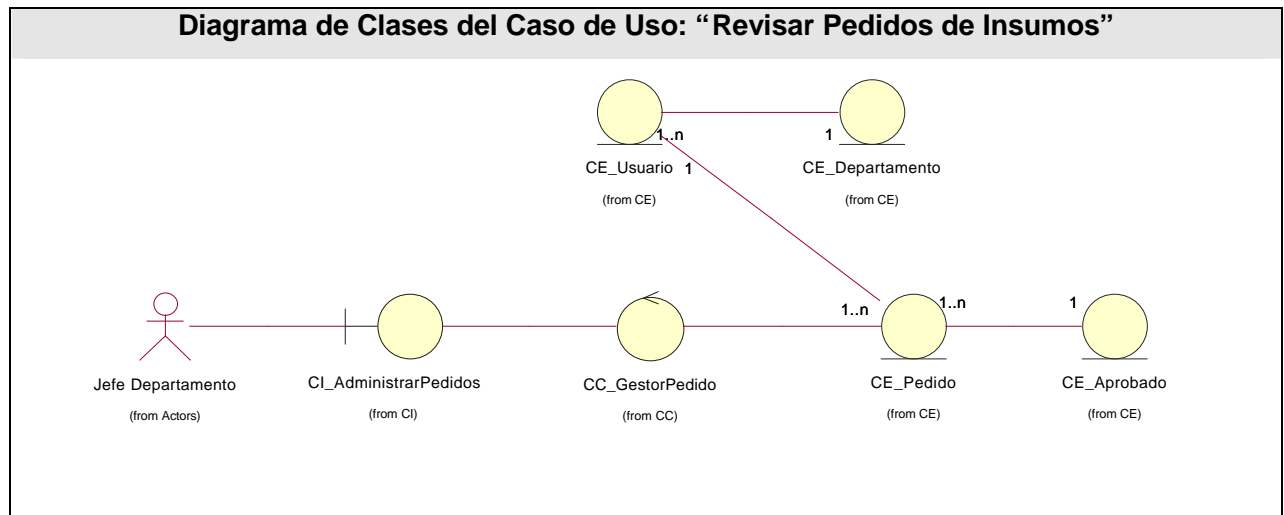 Diagrama de Clases del Caso de Uso: “Revisar Pedidos de Insumos”
1..n
1
CE_Usuario
1
CE_Departamento
(from CE)
(from CE)
1..n
1..n
1
Jefe Departamento
CI_AdministrarPedidos
CC_GestorPedido
CE_Pedido
CE_Aprobado
(from Actors)
(from CI)
(from CC)
(from CE)
(from CE)